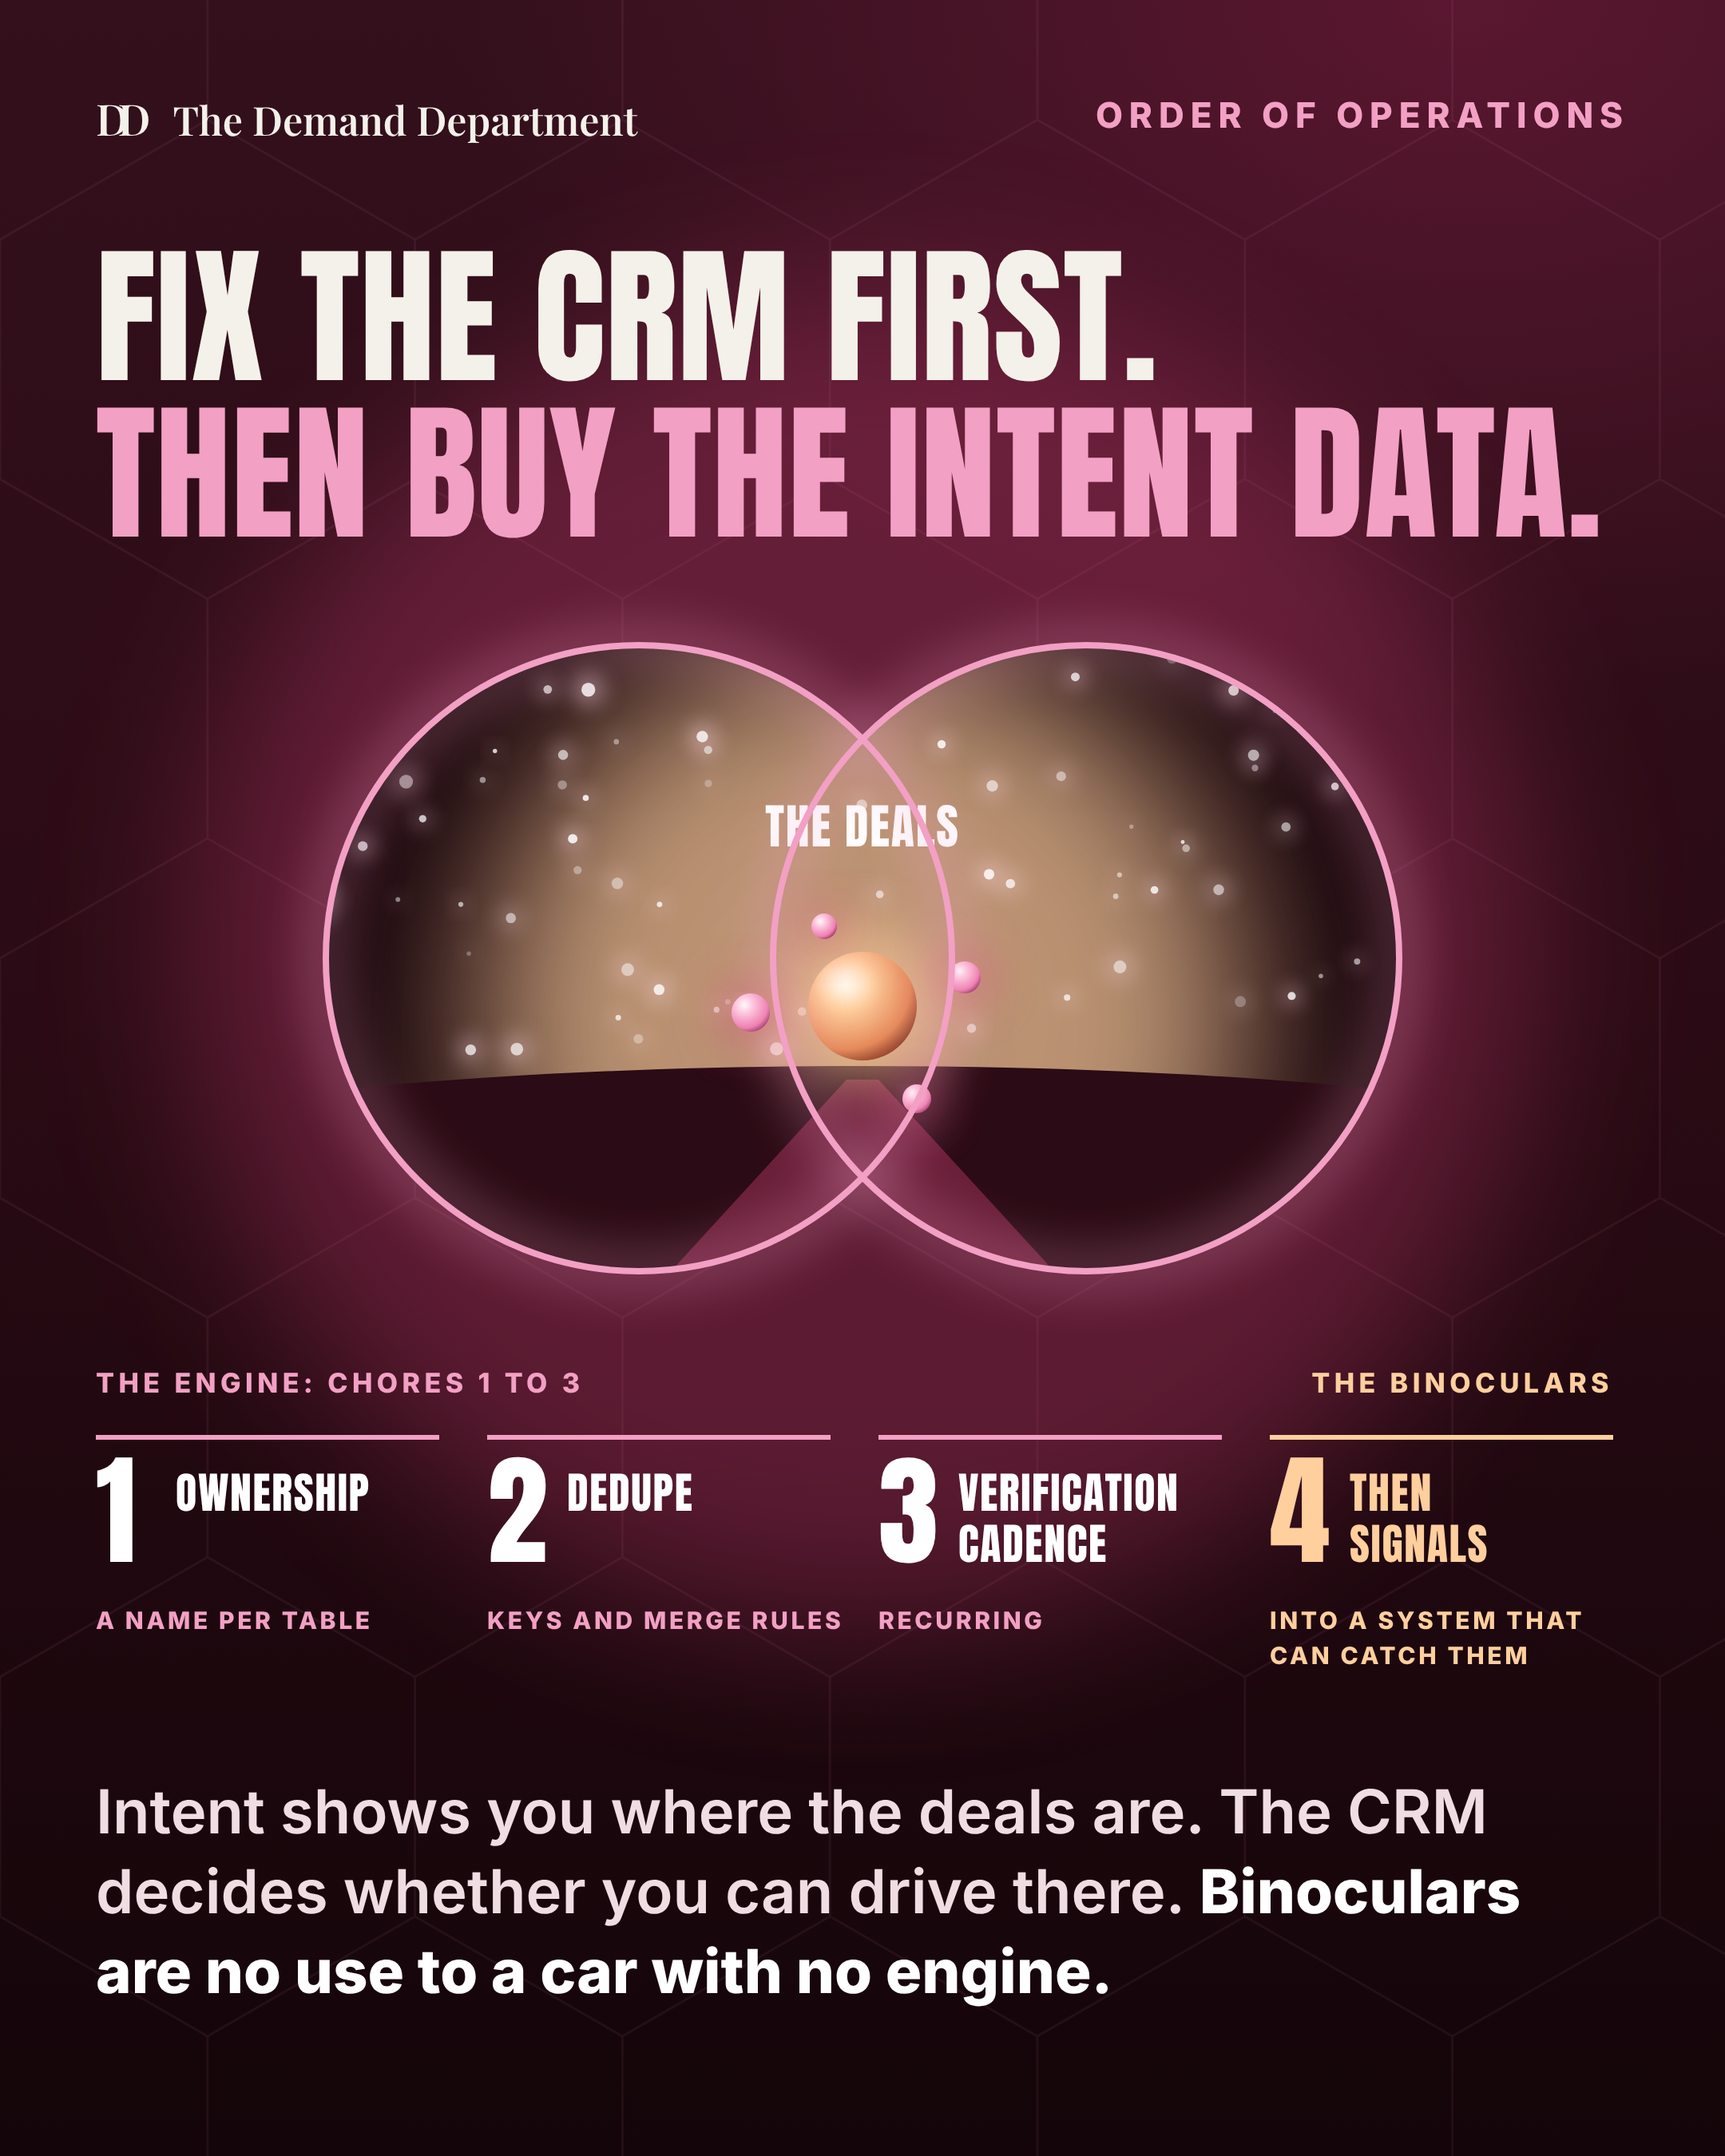 DD The Demand Department
ORDER OF OPERATIONS
FIX THE CRM FIRST.
THEN BUY THE INTENT DATA.
THE DEALS
THE ENGINE: CHORES 1 TO 3
THE BINOCULARS
1 OWNERSHIP
A NAME PER TABLE
2 DEDUPE
KEYS AND MERGE RULES
3 VERIFICATION
CADENCE
RECURRING
4 THEN
SIGNALS
INTO A SYSTEM THAT
CAN CATCH THEM
Intent shows you where the deals are. The CRM
decides whether you can drive there. Binoculars
are no use to a car with no engine.